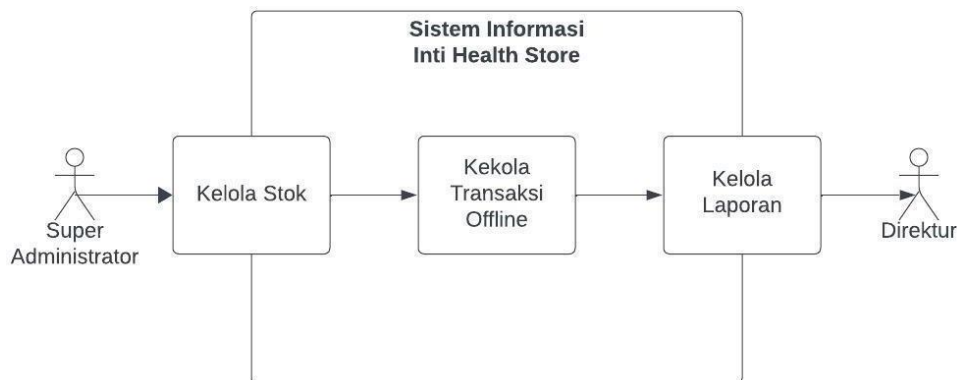 Sistem Informasi
Inti Health Store
Kelola Stok
Kekola
Transaksi
Offline
Kelola
Laporan
Super
Administrator
Direktur